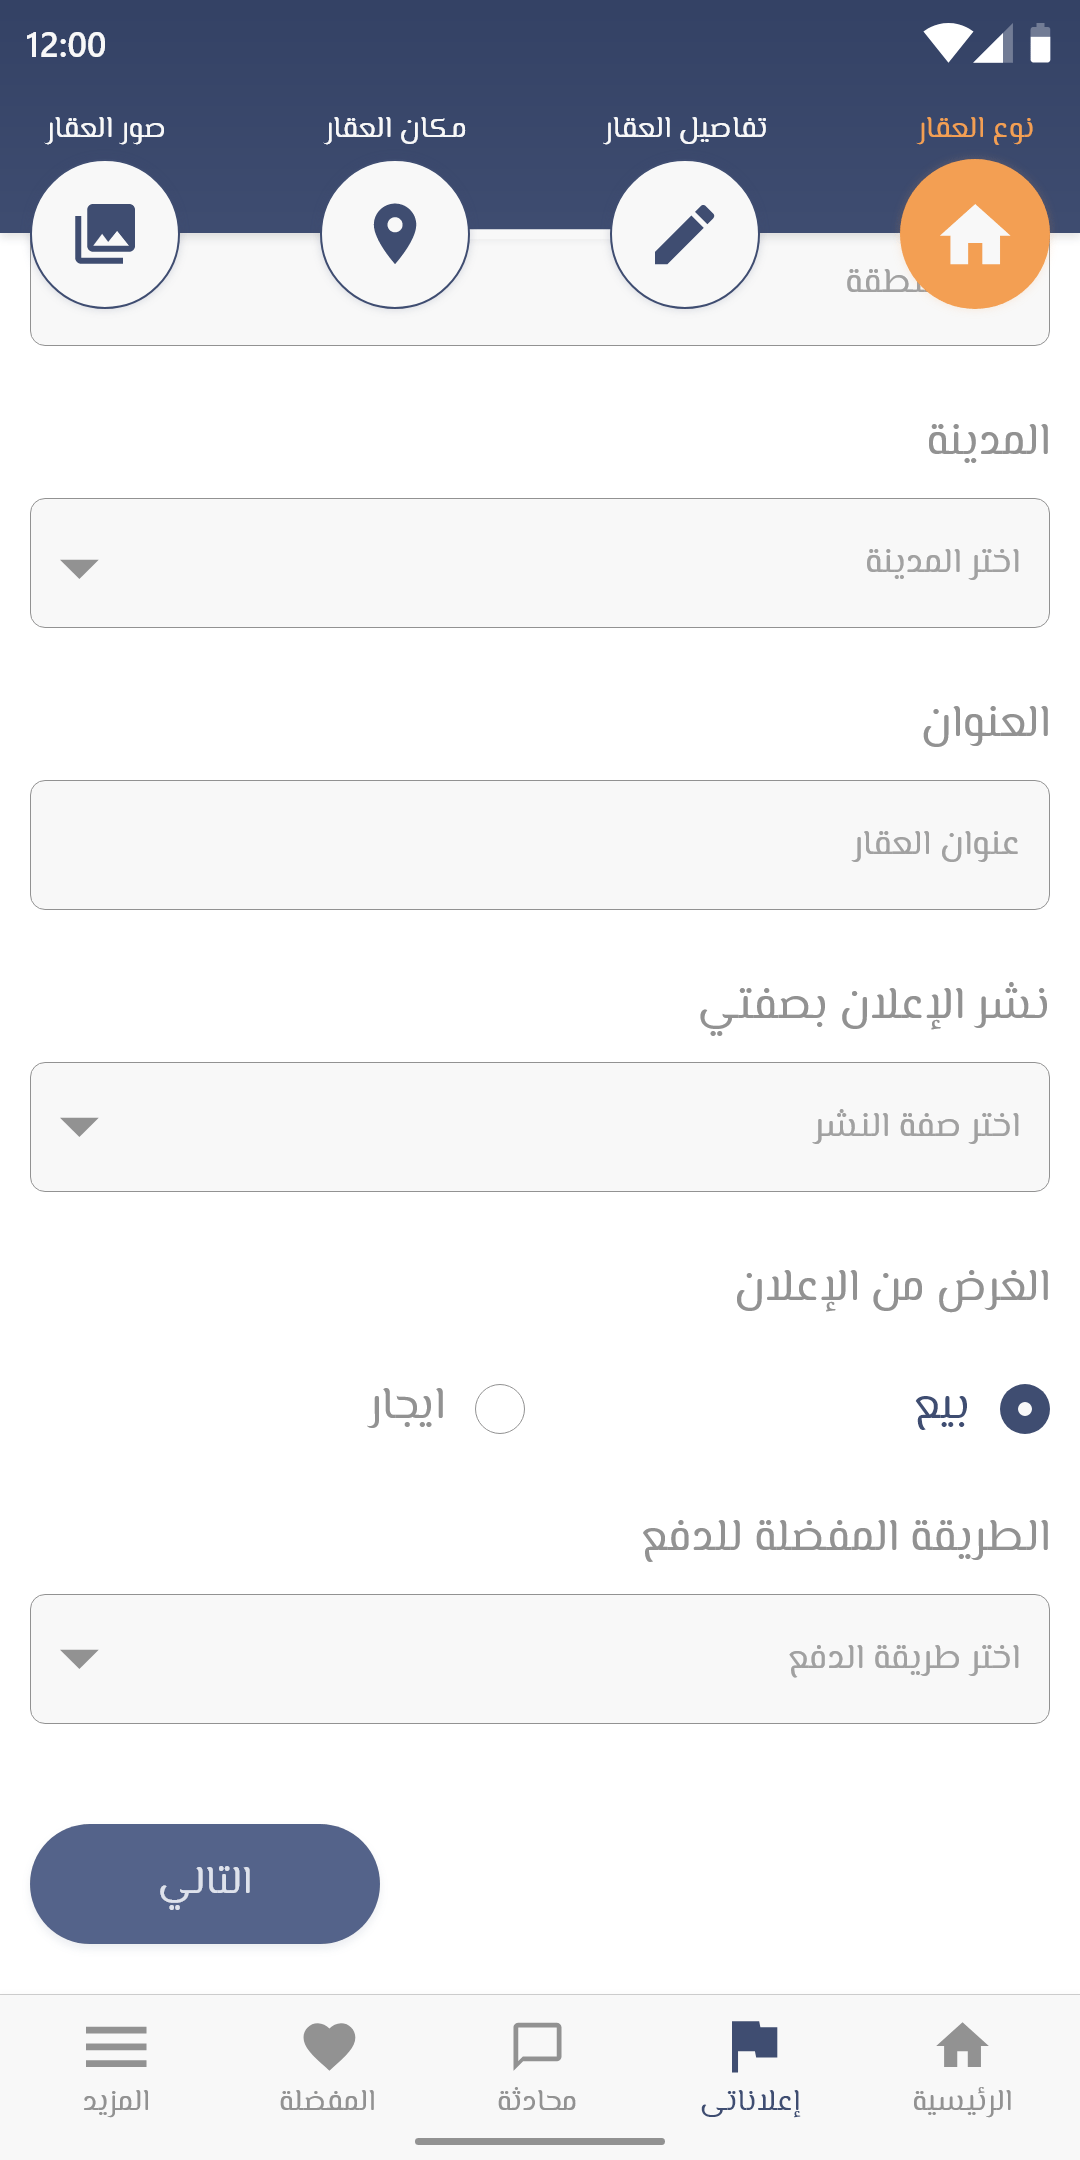 12:00
نوع العقار
تفاصيل العقار
مكان العقار
صور العقار
المدينة
اختر المدينة
العنوان
عنوان العقار
نشر الإعلان بصفتي
اختر صفة النشر
الغرض من الإعلان
بيع
ايجار
الطريقة المفضلة للدفع
اختر طريقة الدفع
التالي
الرئيسية
إعلاناتى
محادثة
المفضلة
المزيد